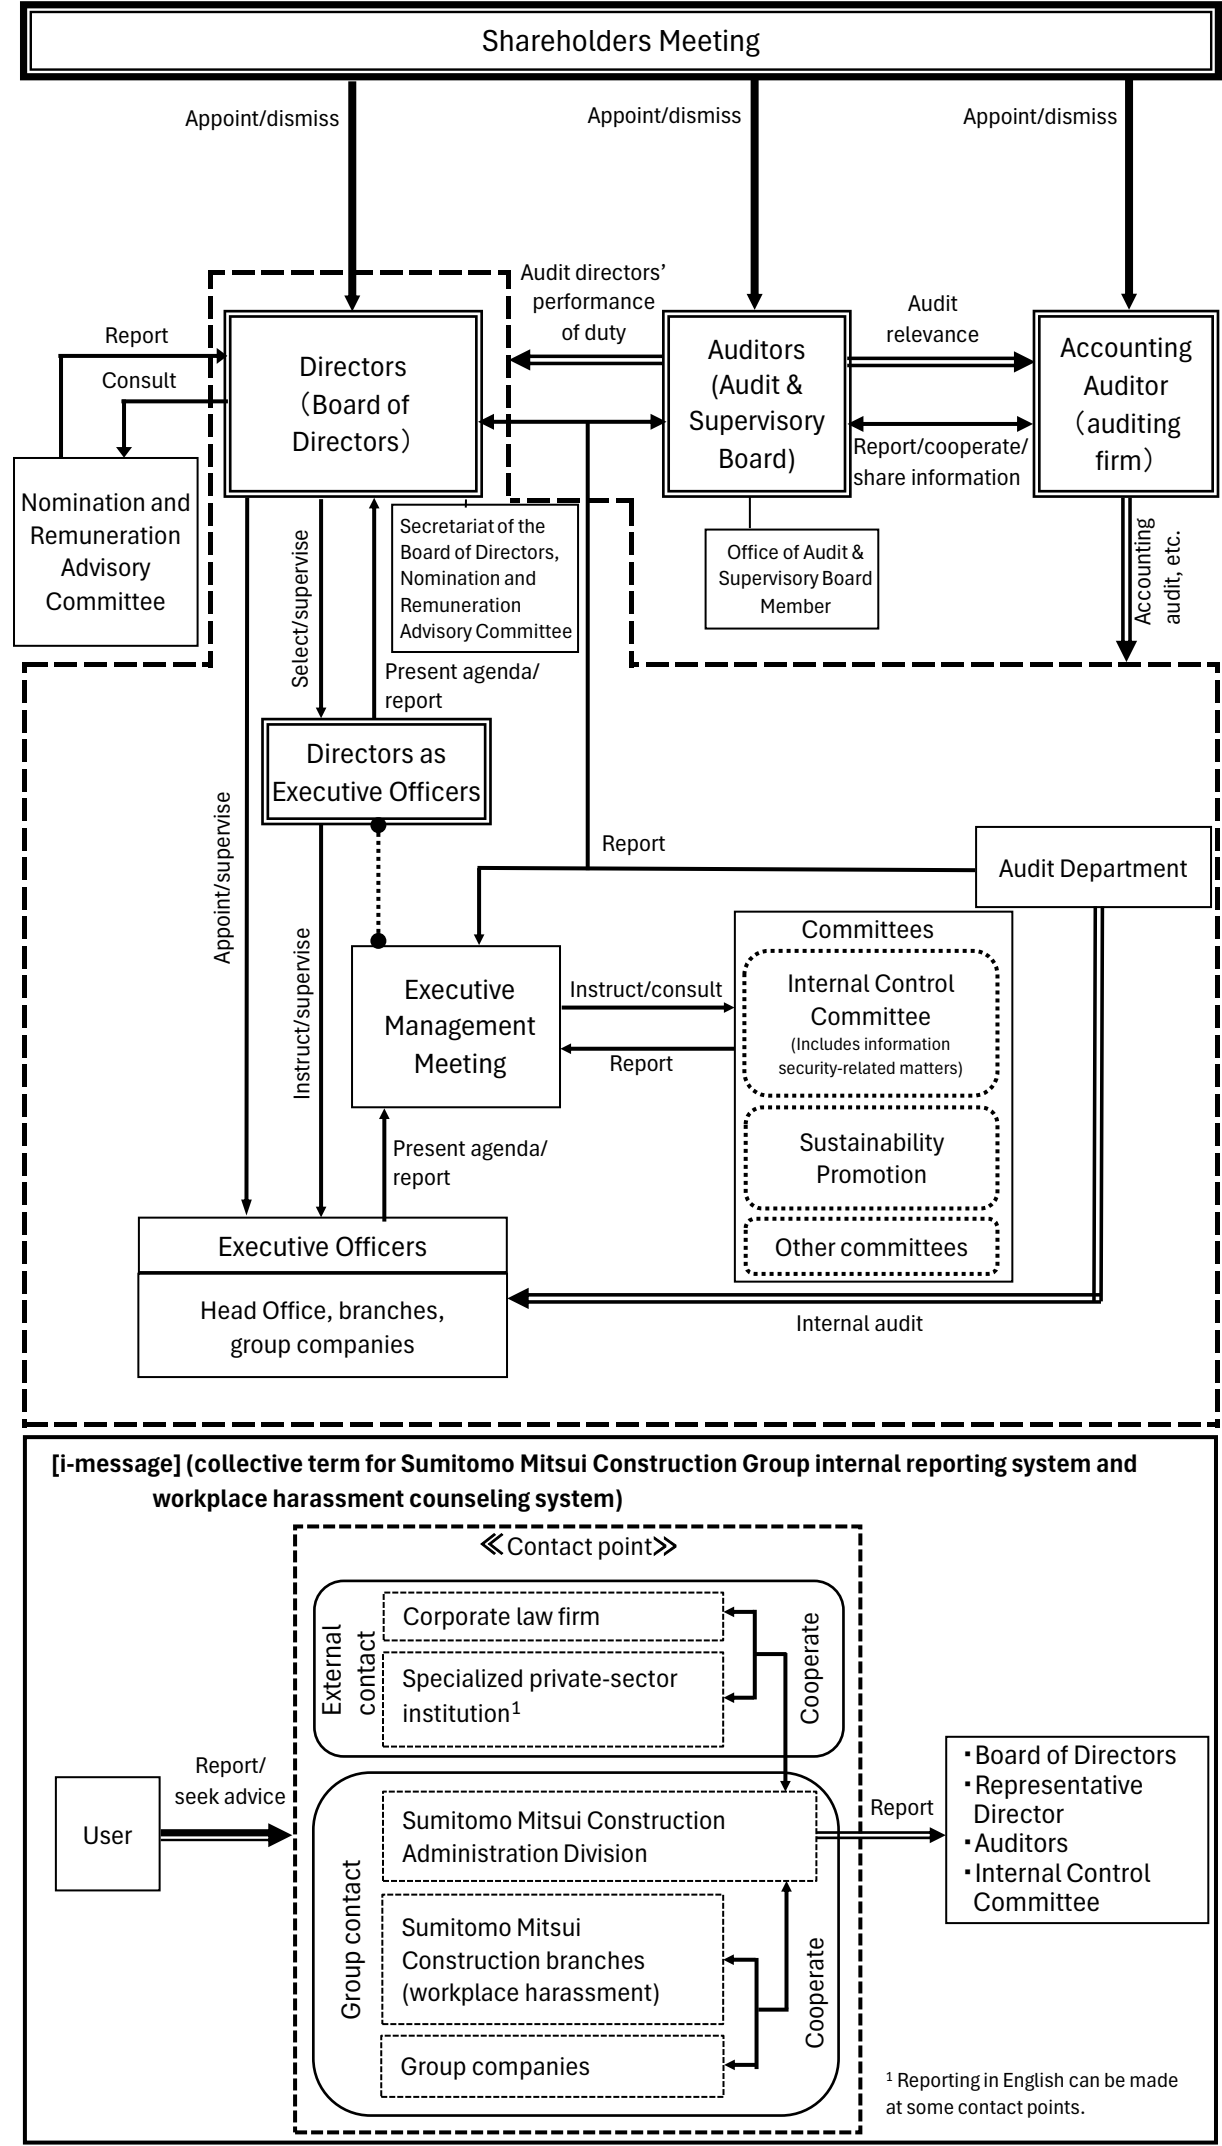 Shareholders Meeting
Appoint/dismiss
Appoint/dismiss
Appoint/dismiss
Audit directors’
performance
of duty
Audit
relevance
Report
Consult
Directors
（Board of
Directors）
Auditors
(Audit &
Supervisory
Board)
Accounting
Auditor
（auditing
firm）
Report/cooperate/
share information
Nomination and
Remuneration
Advisory
Committee
Secretariat of the
Board of Directors,
Nomination and
Remuneration
Advisory Committee
Office of Audit &
Supervisory Board
Member
Accounting
audit, etc.
Select/supervise
Present agenda/
report
Directors as
Executive Officers
Appoint/supervise
Report
Audit Department
Instruct/supervise
Executive
Management
Meeting
Instruct/consult
Report
Committees
Internal Control
Committee
(Includes information
security-related matters)
Sustainability
Promotion
Other committees
Present agenda/
report
Executive Officers
Head Office, branches,
group companies
Internal audit
[i-message] (collective term for Sumitomo Mitsui Construction Group internal reporting system and
workplace harassment counseling system)
≪Contact point≫
External
contact
Corporate law firm
Specialized private-sector
institution¹
Cooperate
Report/
seek advice
User
Group contact
Sumitomo Mitsui Construction
Administration Division
Sumitomo Mitsui
Construction branches
(workplace harassment)
Group companies
Cooperate
Report
・Board of Directors
・Representative
Director
・Auditors
・Internal Control
Committee
¹ Reporting in English can be made
at some contact points.